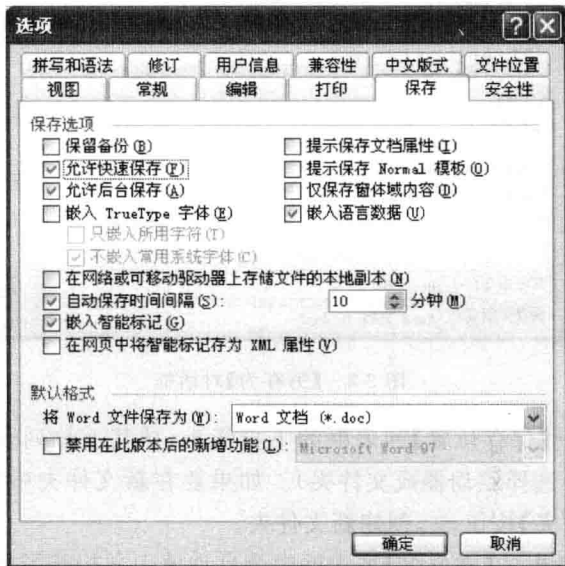 选项
拼写和语法 修订 用户信息 兼容性 中文版式 文件位置
视图 常规 编辑 打印 保存 安全性
保存选项
保留备份(B) 提示保存文档属性(I)
允许快速保存(F) 提示保存 Normal 模板(O)
允许后台保存(A) 仅保存窗体域内容(D)
嵌入 TrueType 字体(E) 嵌入语言数据(U)
只嵌入所用字符(T)
不嵌入常用系统字体(C)
在网络或可移动驱动器上存储文件的本地副本(N)
自动保存时间间隔(S): 10 分钟(M)
嵌入智能标记(G)
在网页中将智能标记存为 XML 属性(V)
默认格式
将 Word 文件保存为(W): Word 文档 (*.doc)
禁用在此版本后的新增功能(L): Microsoft Word 97
确定 取消